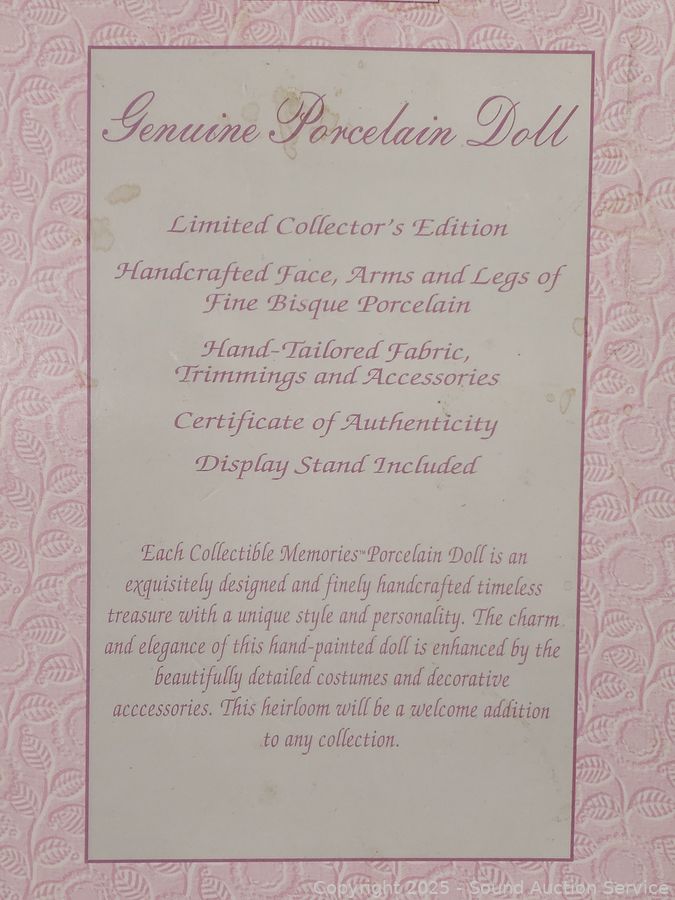 Genuine Porcelain Doll
Limited Collector's Edition
Handcrafted Face, Arms and Legs of
Fine Bisque Porcelain
Hand-Tailored Fabric,
Trimmings and Accessories
Certificate of Authenticity
Display Stand Included
Each Collectible Memories™ Porcelain Doll is an
exquisitely designed and finely handcrafted timeless
treasure with a unique style and personality. The charm
and elegance of this hand-painted doll is enhanced by the
beautifully detailed costumes and decorative
acccessories. This heirloom will be a welcome addition
to any collection.
Copyright 2025 - Sound Auction Service